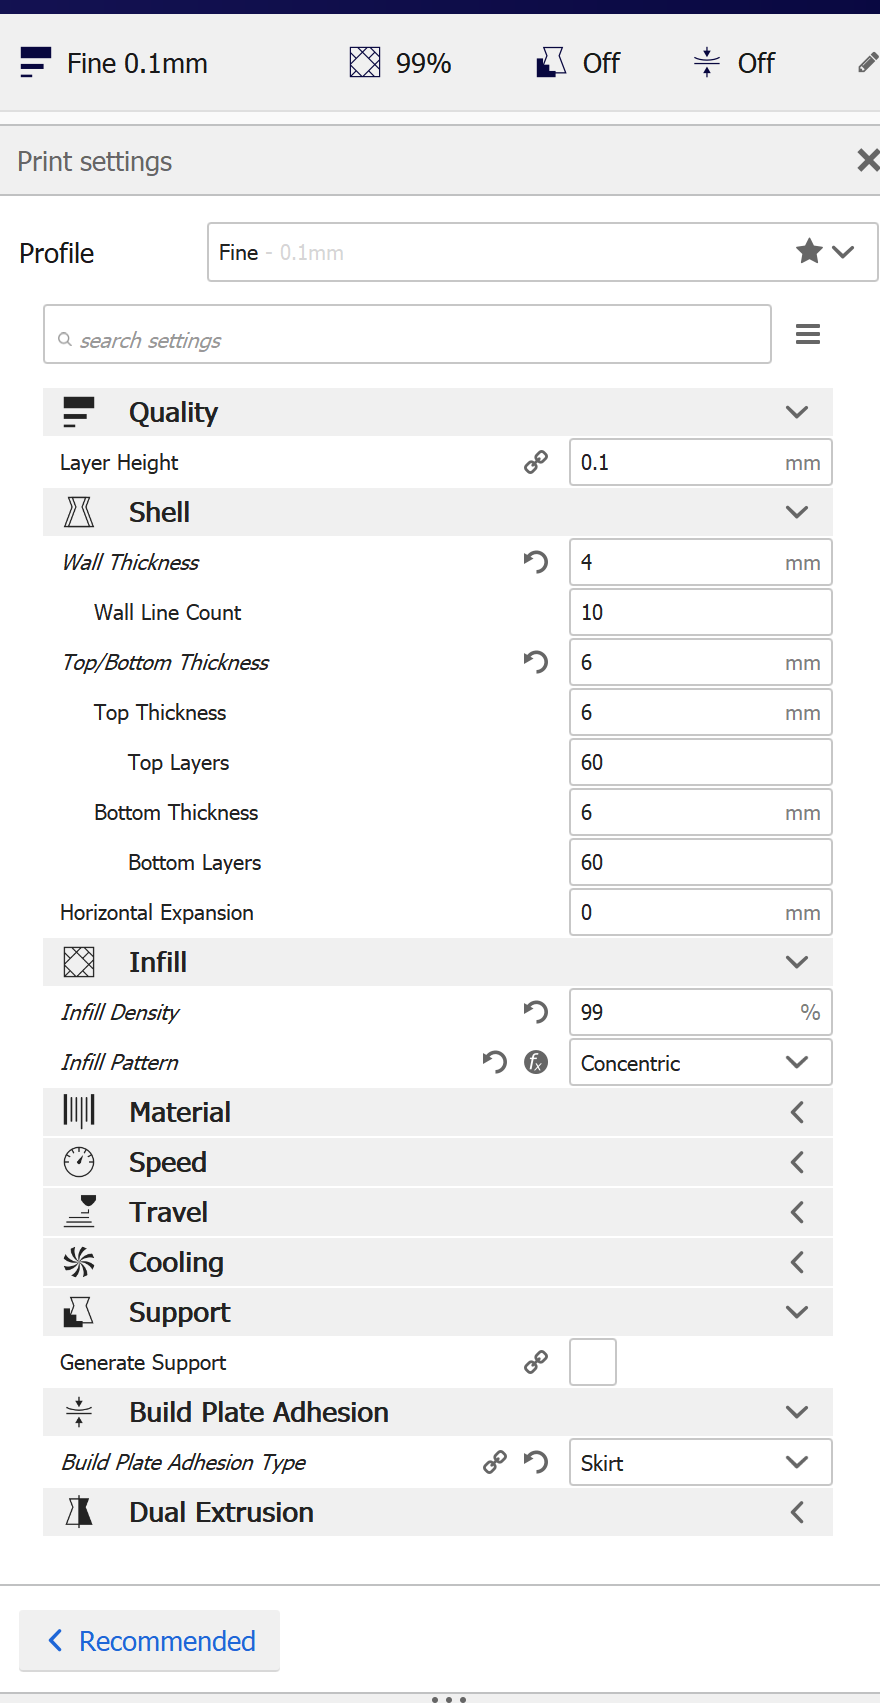 Fine 0.1mm 99% Off Off
Print settings
Profile Fine - 0.1mm
search settings
Quality
Layer Height 0.1 mm
Shell
Wall Thickness 4 mm
Wall Line Count 10
Top/Bottom Thickness 6 mm
Top Thickness 6 mm
Top Layers 60
Bottom Thickness 6 mm
Bottom Layers 60
Horizontal Expansion 0 mm
Infill
Infill Density 99 %
Infill Pattern fx Concentric
Material
Speed
Travel
Cooling
Support
Generate Support
Build Plate Adhesion
Build Plate Adhesion Type Skirt
Dual Extrusion
Recommended